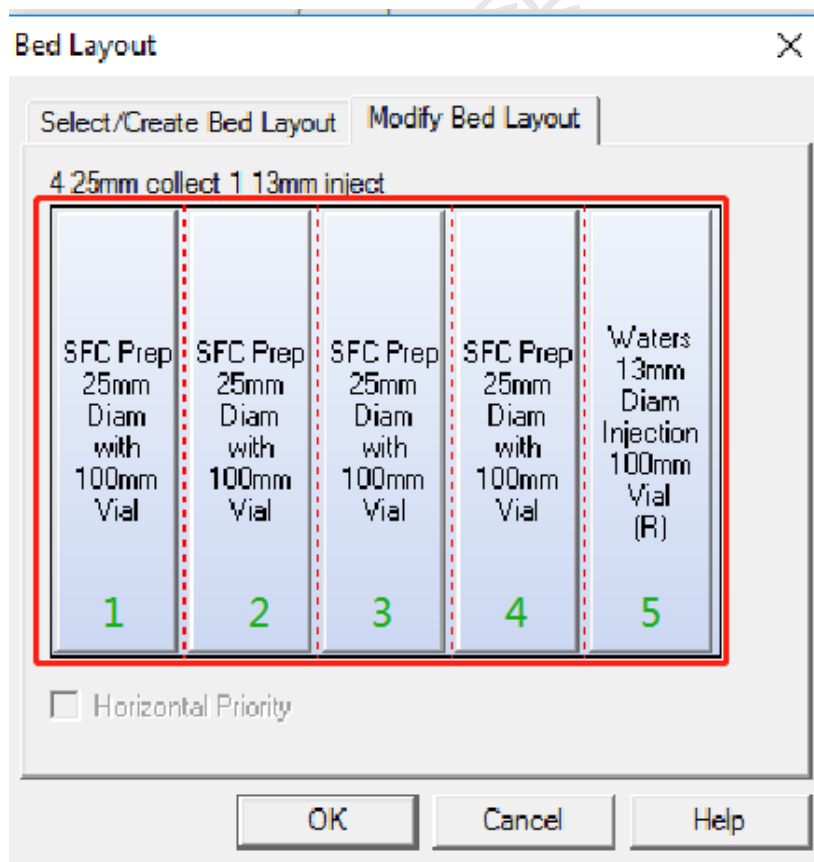 Bed Layout
Select/Create Bed Layout
Modify Bed Layout
4 25mm collect 1 13mm inject
SFC Prep
25mm
Diam
with
100mm
Vial
1
SFC Prep
25mm
Diam
with
100mm
Vial
2
SFC Prep
25mm
Diam
with
100mm
Vial
3
SFC Prep
25mm
Diam
with
100mm
Vial
4
Waters
13mm
Diam
Injection
100mm
Vial
(R)
5
Horizontal Priority
OK
Cancel
Help